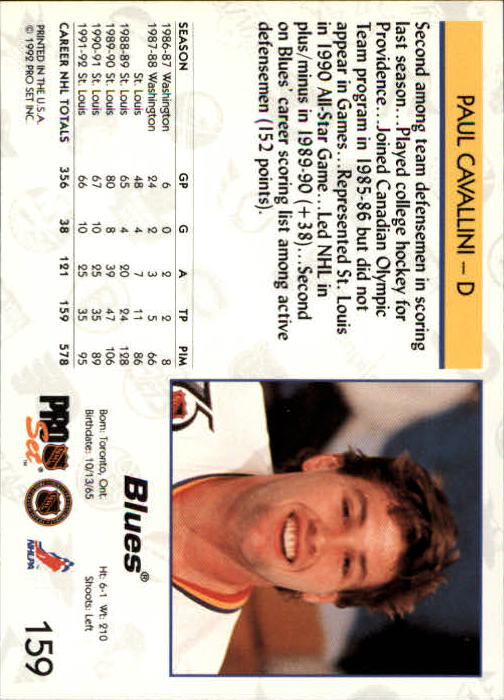 PAUL CAVALLINI – D
Second among team defensemen in scoring
last season...Played college hockey for
Providence...Joined Canadian Olympic
Team program in 1985-86 but did not
appear in Games...Represented St. Louis
in 1990 All-Star Game...Led NHL in
plus/minus in 1989-90 (+38)...Second
on Blues' career scoring list among active
defensemen (152 points).
SEASON GP G A TP PIM
1986-87 Washington 6 0 2 2 8
1987-88 Washington 24 2 3 5 66
St. Louis 48 4 7 11 86
1988-89 St. Louis 65 4 20 24 128
1989-90 St. Louis 80 8 39 47 106
1990-91 St. Louis 67 10 25 35 89
1991-92 St. Louis 66 10 25 35 95
CAREER NHL TOTALS 356 38 121 159 578
PRINTED IN THE U.S.A.
© 1992 PRO SET INC.
Blues®
Born: Toronto, Ont. Ht: 6-1 Wt: 210
Birthdate: 10/13/65 Shoots: Left
PRO Set™
NHLPA
159